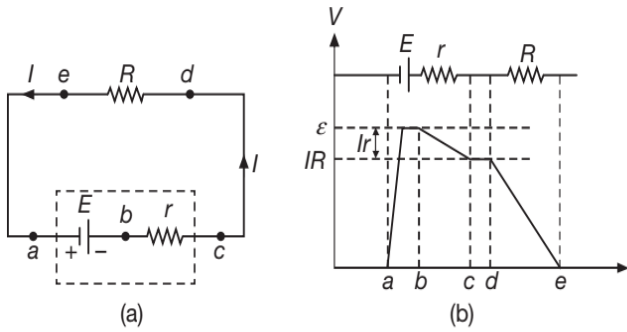 V
I e R d
E r R
ε
Ir
IR
I
E b r
a + − c
a b c d e
(a) (b)